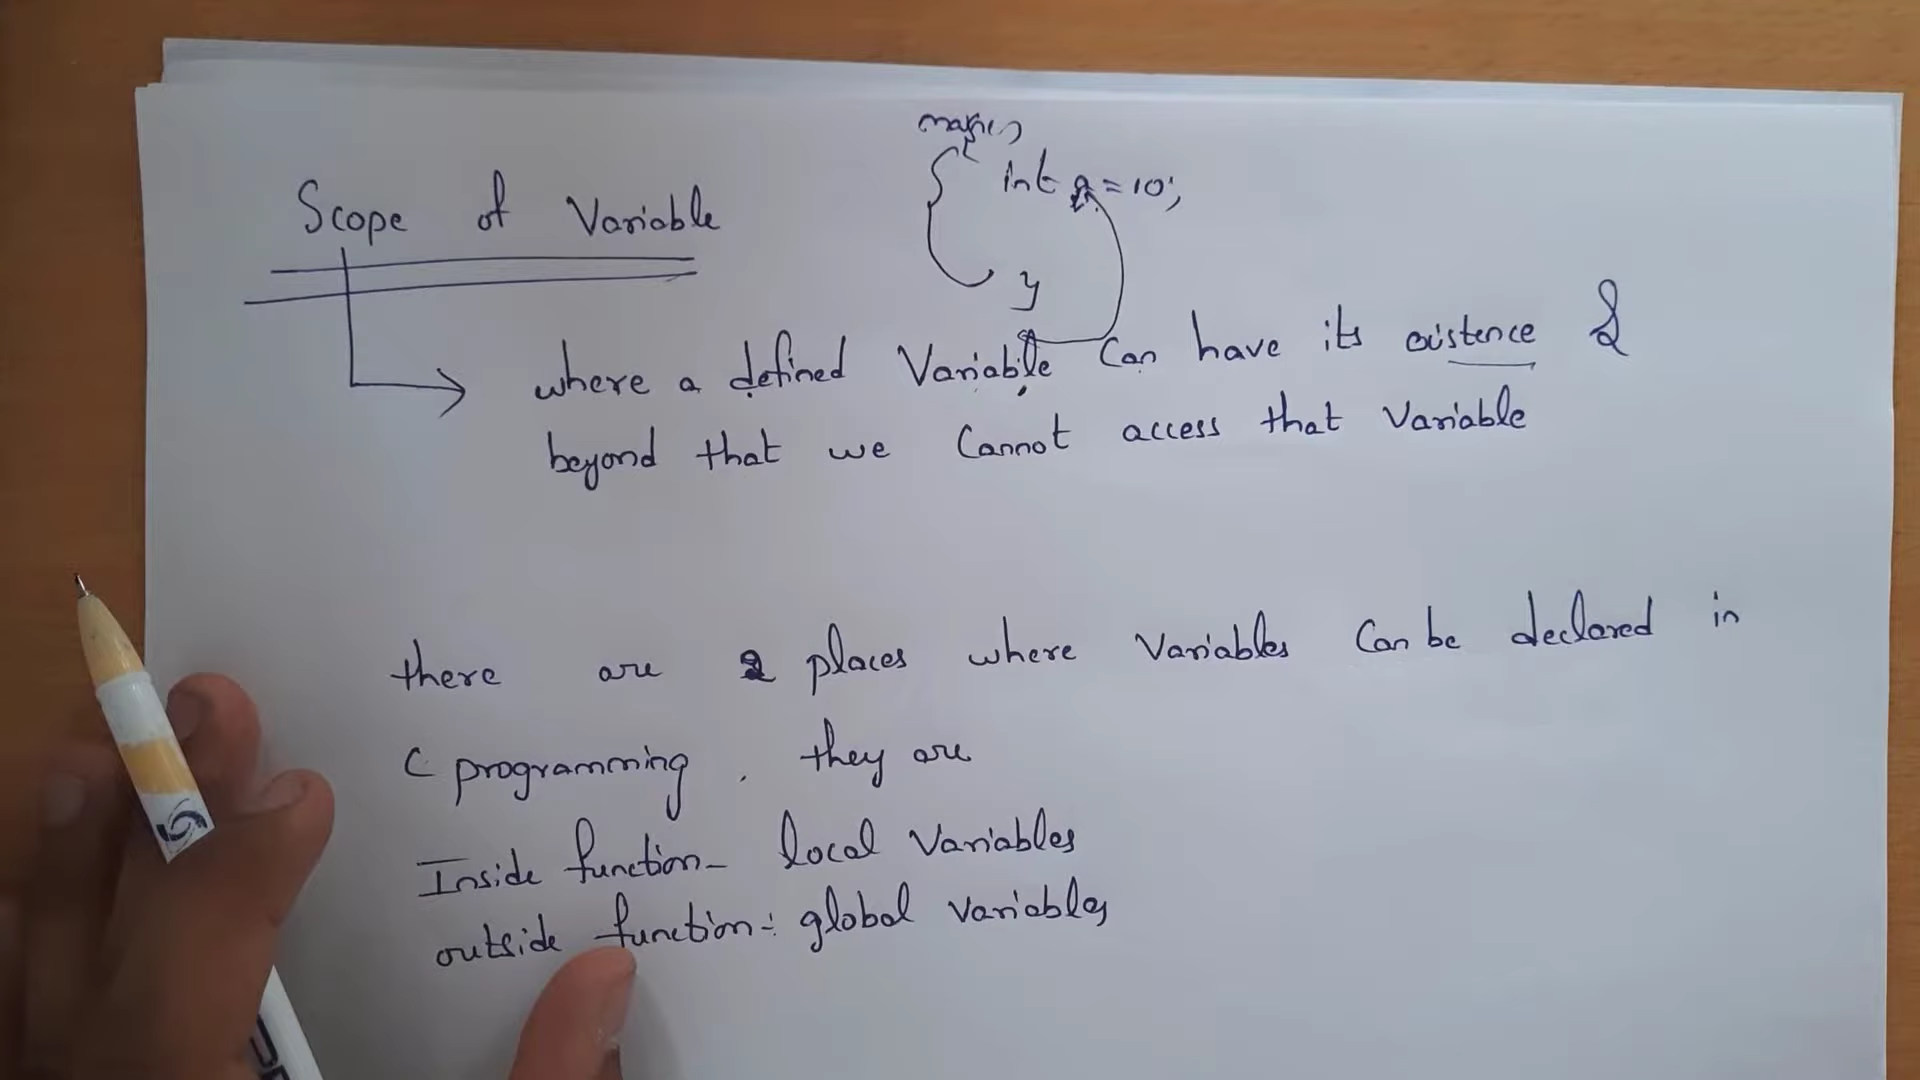 main()
{ int a=10;
}
Scope of Variable
where a defined Variable Can have its existence &
beyond that we Cannot access that Variable
there are 2 places where Variables Can be declared in
C programming. they are
Inside function - local Variables
outside function : global Variables